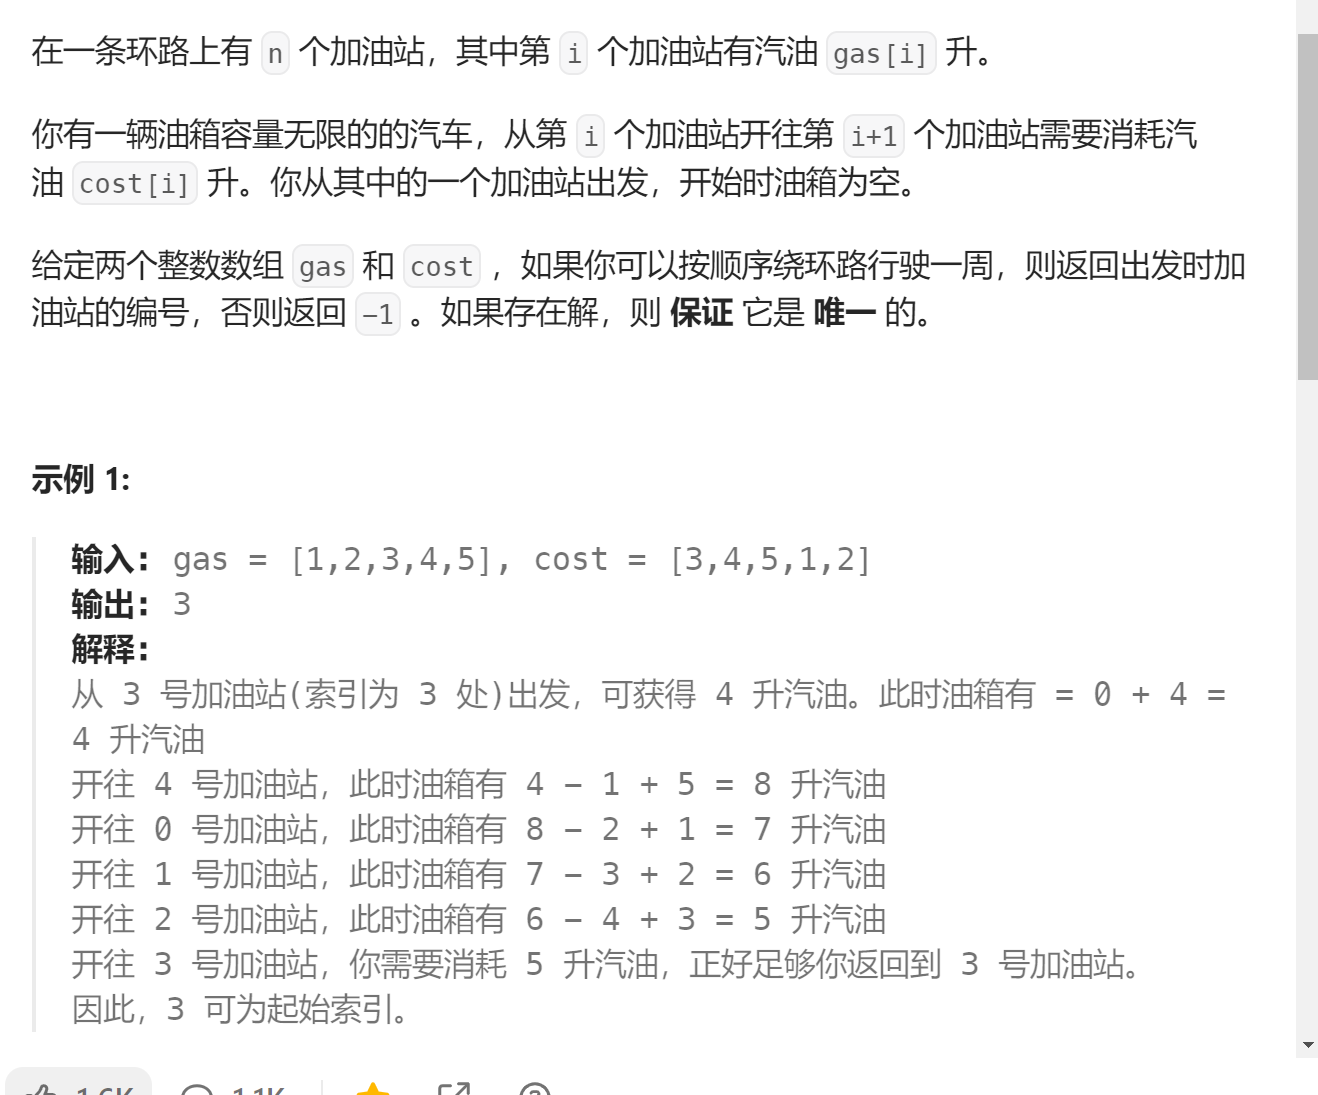 在一条环路上有 n 个加油站，其中第 i 个加油站有汽油 gas[i] 升。
你有一辆油箱容量无限的的汽车，从第 i 个加油站开往第 i+1 个加油站需要消耗汽
油 cost[i] 升。你从其中的一个加油站出发，开始时油箱为空。
给定两个整数数组 gas 和 cost ，如果你可以按顺序绕环路行驶一周，则返回出发时加
油站的编号，否则返回 -1 。如果存在解，则 保证 它是 唯一 的。
示例 1:
输入: gas = [1,2,3,4,5], cost = [3,4,5,1,2]
输出: 3
解释:
从 3 号加油站(索引为 3 处)出发，可获得 4 升汽油。此时油箱有 = 0 + 4 =
4 升汽油
开往 4 号加油站，此时油箱有 4 - 1 + 5 = 8 升汽油
开往 0 号加油站，此时油箱有 8 - 2 + 1 = 7 升汽油
开往 1 号加油站，此时油箱有 7 - 3 + 2 = 6 升汽油
开往 2 号加油站，此时油箱有 6 - 4 + 3 = 5 升汽油
开往 3 号加油站，你需要消耗 5 升汽油，正好足够你返回到 3 号加油站。
因此，3 可为起始索引。